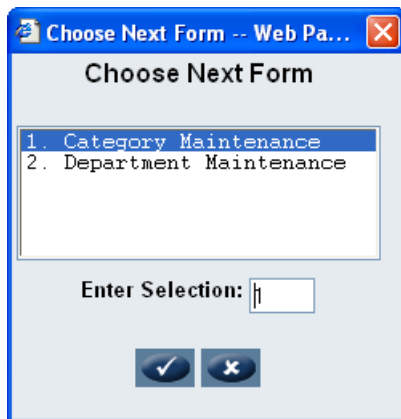 Choose Next Form -- Web Pa...
Choose Next Form
1. Category Maintenance
2. Department Maintenance
Enter Selection: 1